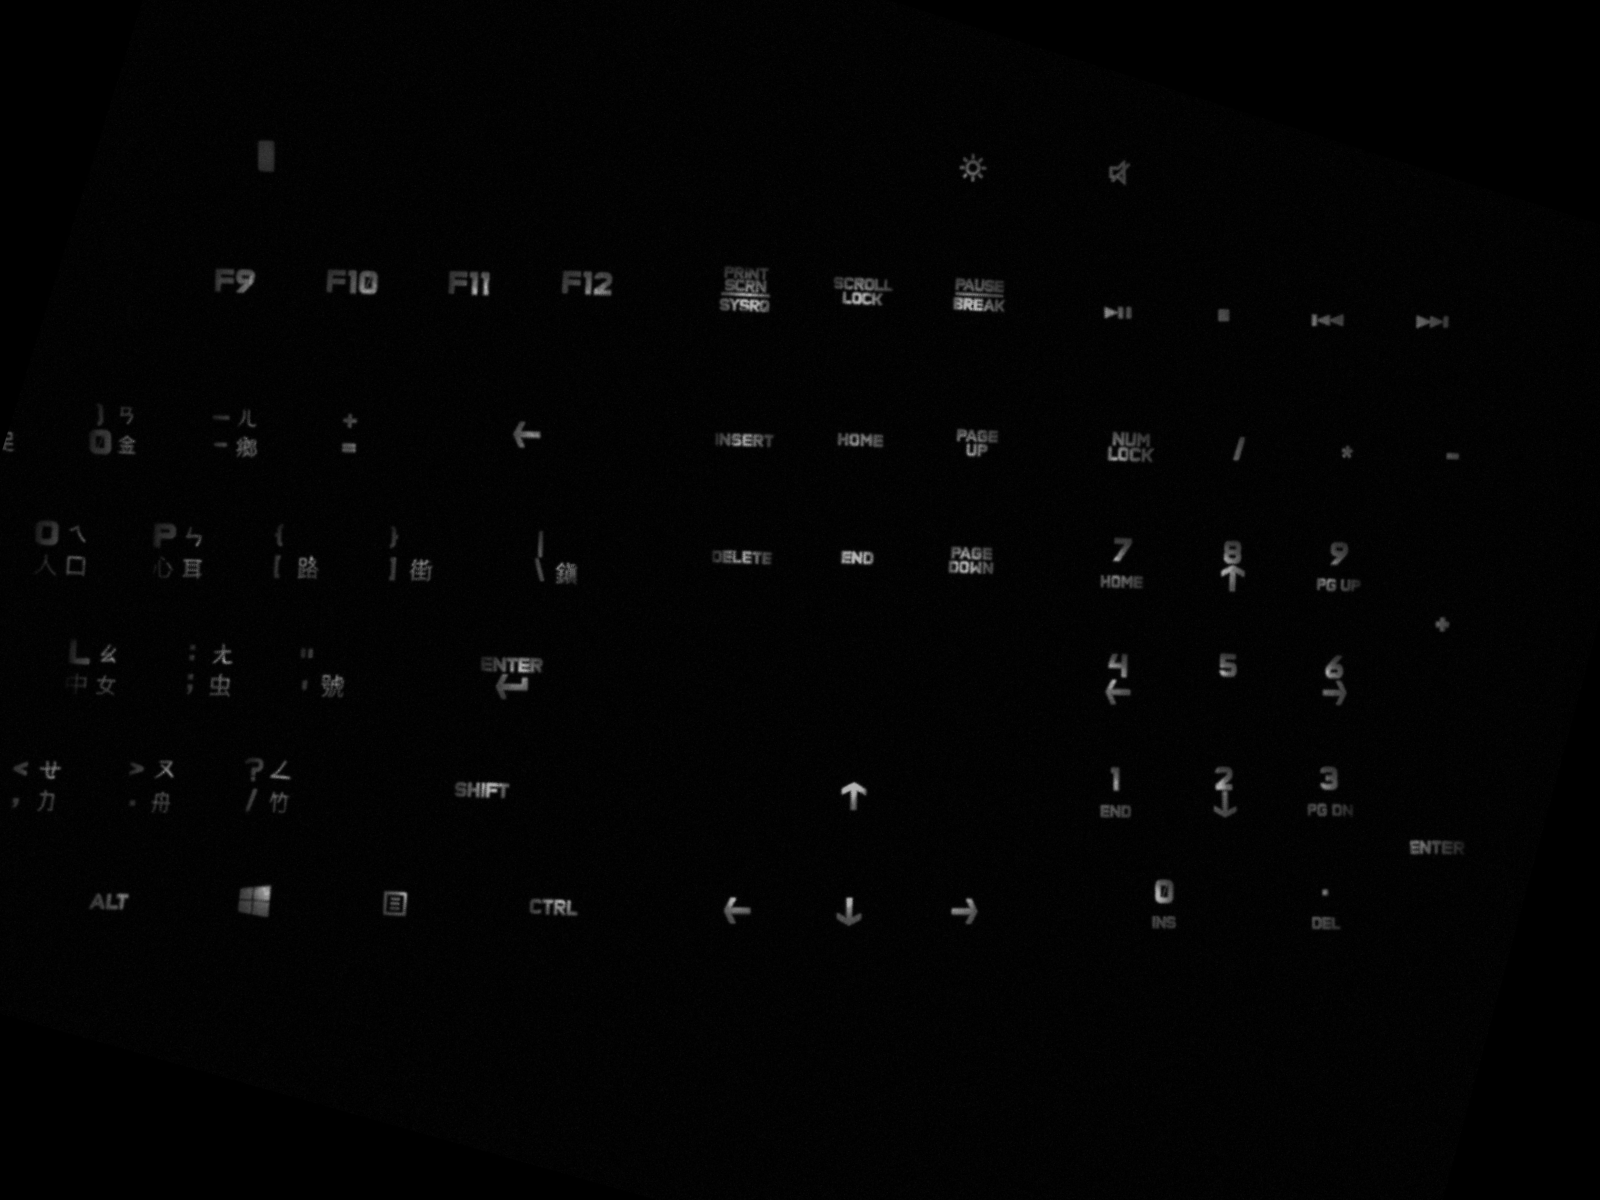 F9 F10 F11 F12 PRINT SCROLL PAUSE
SCRN LOCK BREAK
SYSRQ
) ㄢ — ㄦ +
0 金 - 鄉 = ← INSERT HOME PAGE UP NUM LOCK / * -
O ㄟ P ㄣ { } |
人 口 心 耳 [ 路 ] 街 \ 鎭 DELETE END PAGE DOWN 7 HOME 8 ↑ 9 PG UP
+
L ㄠ : ㄤ "
中 女 ; 虫 ' 號 ENTER 4 ← 5 6 →
< ㄝ > ㄡ ? ㄥ
, 力 . 舟 / 竹 SHIFT ↑ 1 END 2 ↓ 3 PG DN
ENTER
ALT CTRL ← ↓ → 0 INS . DEL